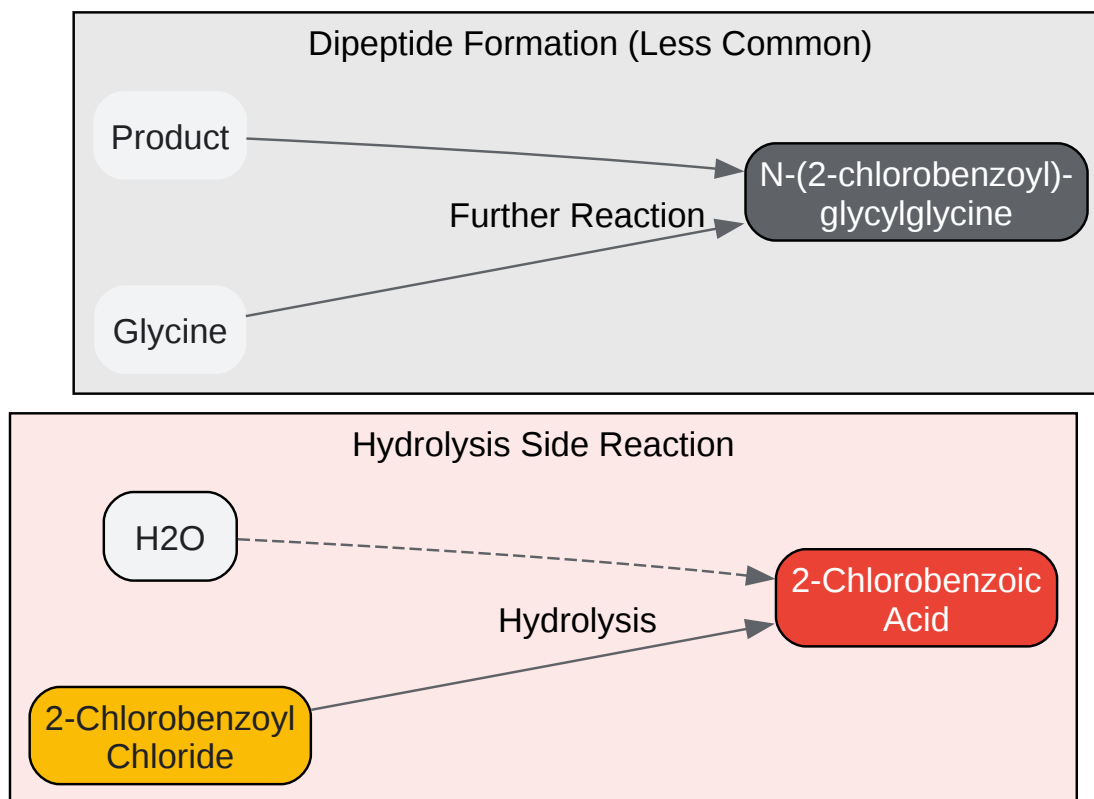 Dipeptide Formation (Less Common)
Product
N-(2-chlorobenzoyl)-
glycylglycine
Further Reaction
Glycine
Hydrolysis Side Reaction
H2O
2-Chlorobenzoic
Acid
Hydrolysis
2-Chlorobenzoyl
Chloride